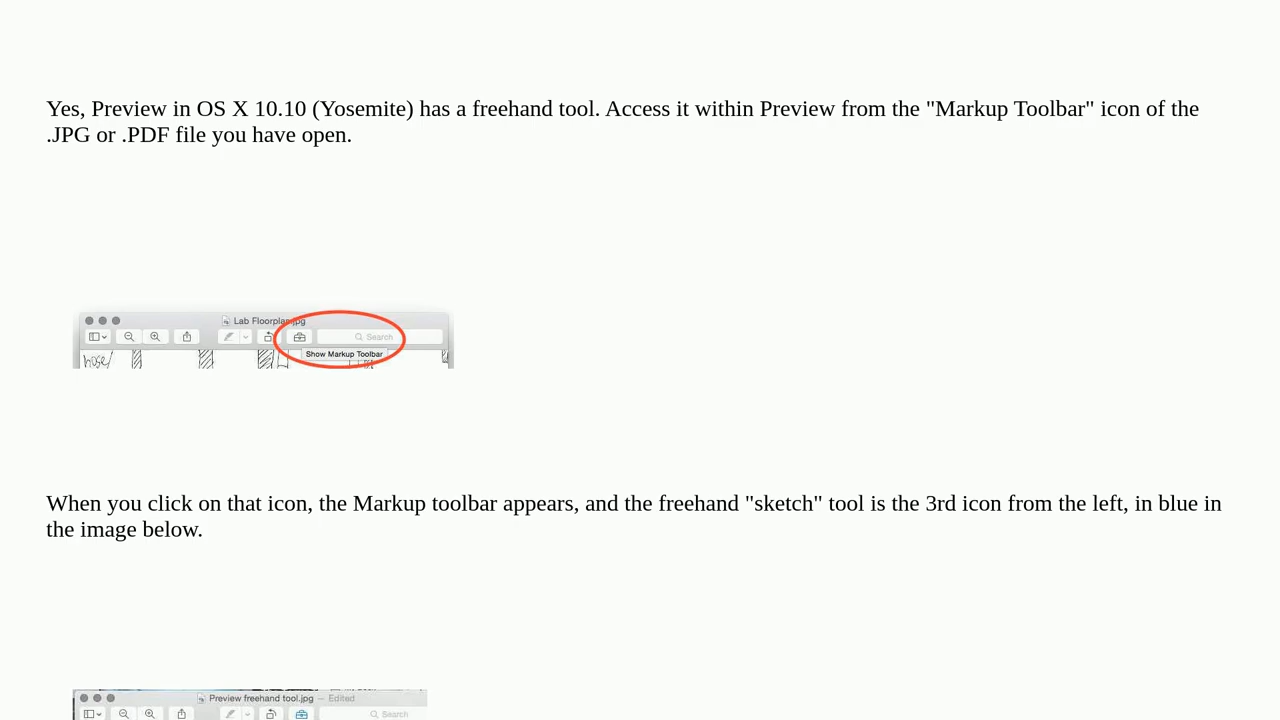 Yes, Preview in OS X 10.10 (Yosemite) has a freehand tool. Access it within Preview from the "Markup Toolbar" icon of the
.JPG or .PDF file you have open.
Lab Floorplan.jpg
Search
Show Markup Toolbar
hose
When you click on that icon, the Markup toolbar appears, and the freehand "sketch" tool is the 3rd icon from the left, in blue in
the image below.
Preview freehand tool.jpg — Edited
Search